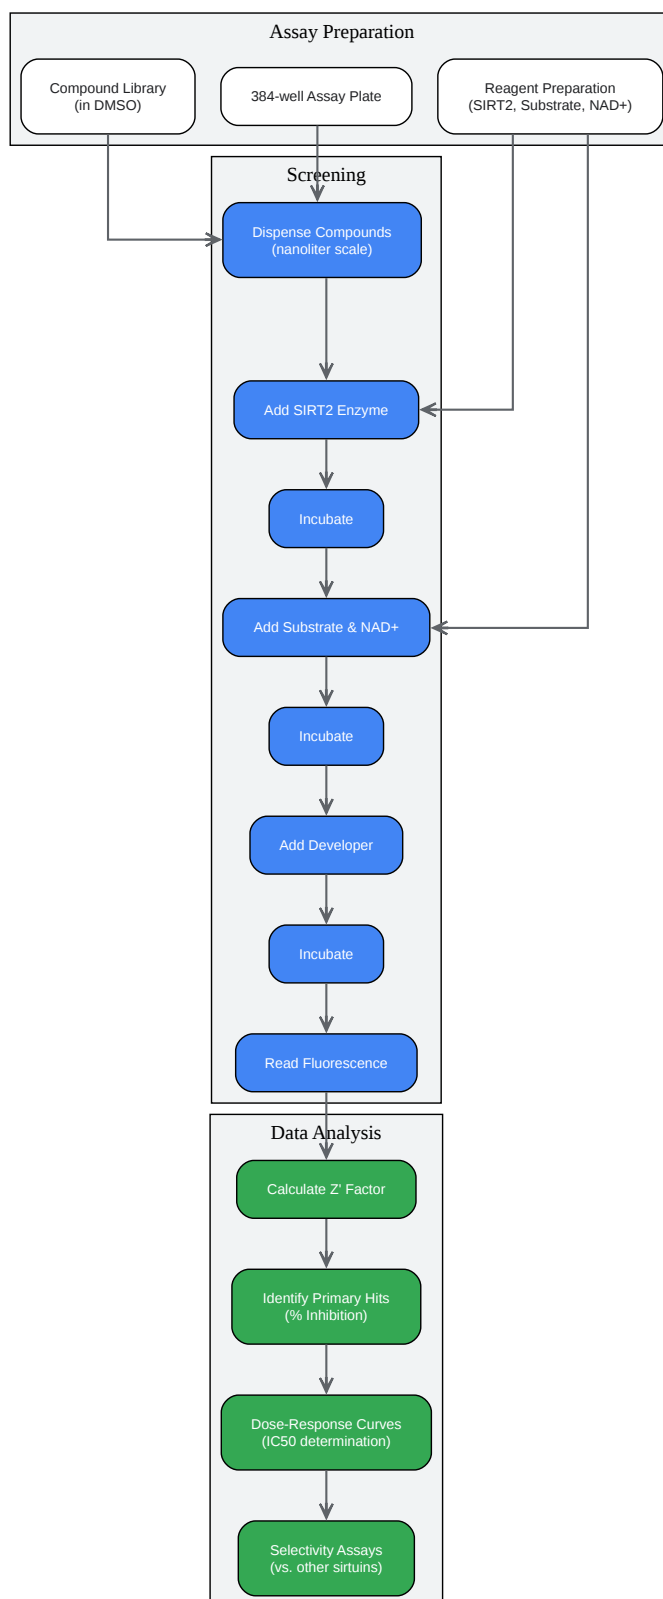 Assay Preparation
Compound Library
(in DMSO)
384-well Assay Plate
Reagent Preparation
(SIRT2, Substrate, NAD+)
Screening
Dispense Compounds
(nanoliter scale)
Add SIRT2 Enzyme
Incubate
Add Substrate & NAD+
Incubate
Add Developer
Incubate
Read Fluorescence
Data Analysis
Calculate Z' Factor
Identify Primary Hits
(% Inhibition)
Dose-Response Curves
(IC50 determination)
Selectivity Assays
(vs. other sirtuins)